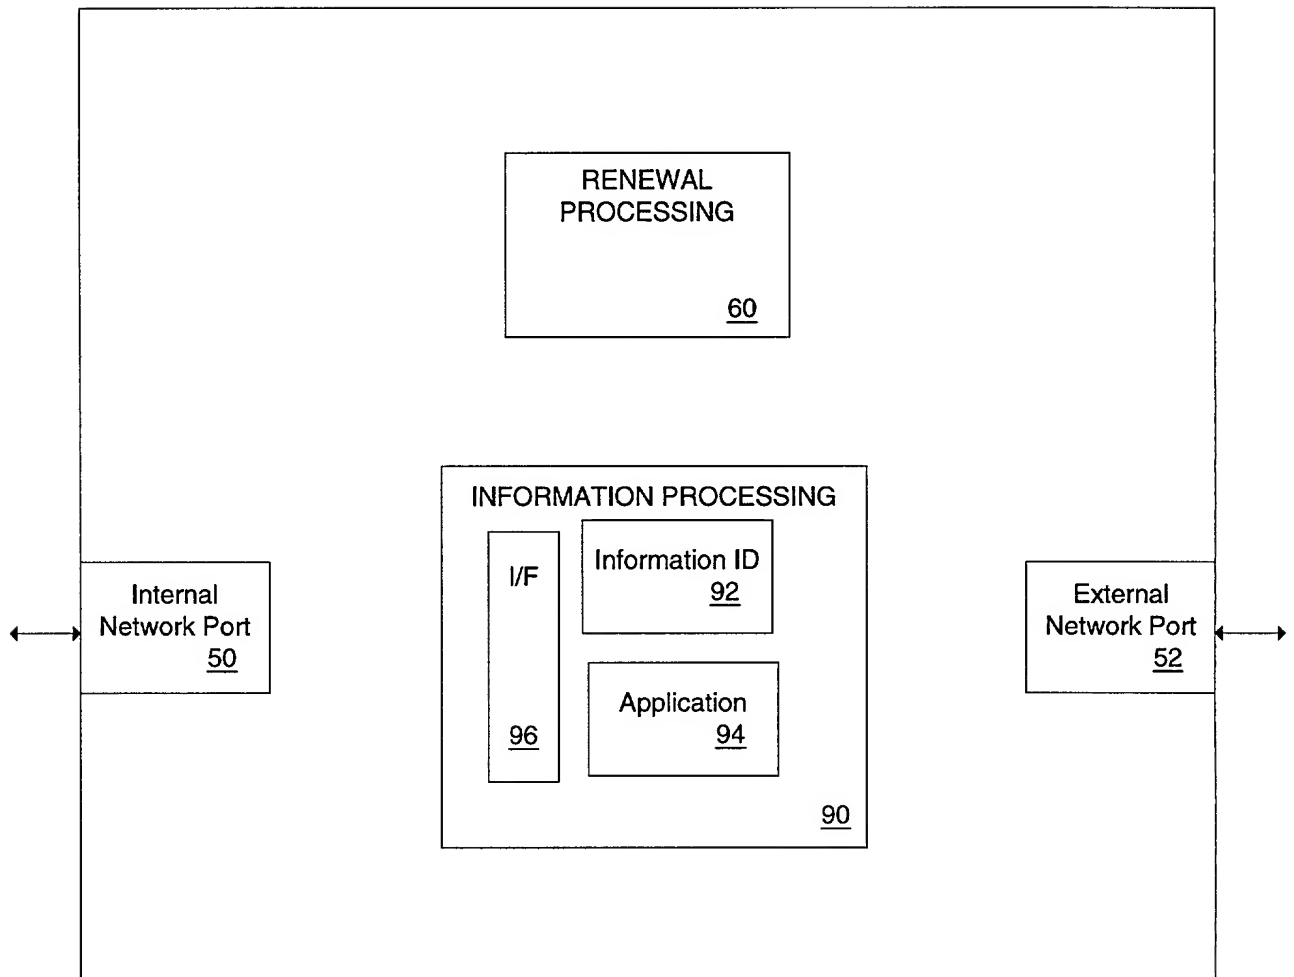 RENEWAL
PROCESSING
60
INFORMATION PROCESSING
I/F
96
Information ID
92
Application
94
90
Internal
Network Port
50
External
Network Port
52